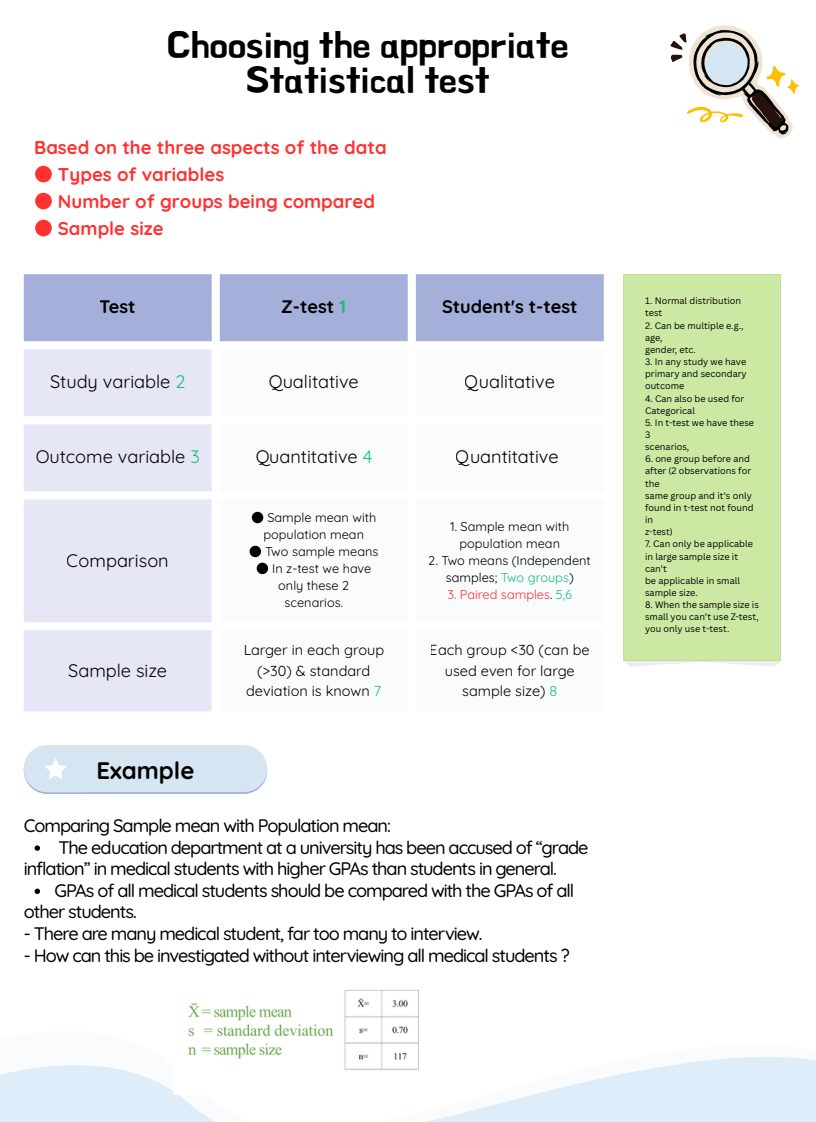 Choosing the appropriate
Statistical test
Based on the three aspects of the data
● Types of variables
● Number of groups being compared
● Sample size
Test
Z-test 1
Student's t-test
Study variable 2
Qualitative
Qualitative
Outcome variable 3
Quantitative 4
Quantitative
Comparison
● Sample mean with
population mean
● Two sample means
● In z-test we have
only these 2
scenarios.
1. Sample mean with
population mean
2. Two means (Independent
samples; Two groups)
3. Paired samples. 5,6
Sample size
Larger in each group
(>30) & standard
deviation is known 7
Each group <30 (can be
used even for large
sample size) 8
1. Normal distribution
test
2. Can be multiple e.g.,
age,
gender, etc.
3. In any study we have
primary and secondary
outcome
4. Can also be used for
Categorical
5. In t-test we have these
3
scenarios,
6. one group before and
after (2 observations for
the
same group and it's only
found in t-test not found
in
z-test)
7. Can only be applicable
in large sample size it
can't
be applicable in small
sample size.
8. When the sample size is
small you can't use Z-test,
you only use t-test.
Example
Comparing Sample mean with Population mean:
• The education department at a university has been accused of “grade
inflation” in medical students with higher GPAs than students in general.
• GPAs of all medical students should be compared with the GPAs of all
other students.
- There are many medical student, far too many to interview.
- How can this be investigated without interviewing all medical students ?
X̄ = sample mean
s = standard deviation
n = sample size
X̄= 3.00
s= 0.70
n= 117